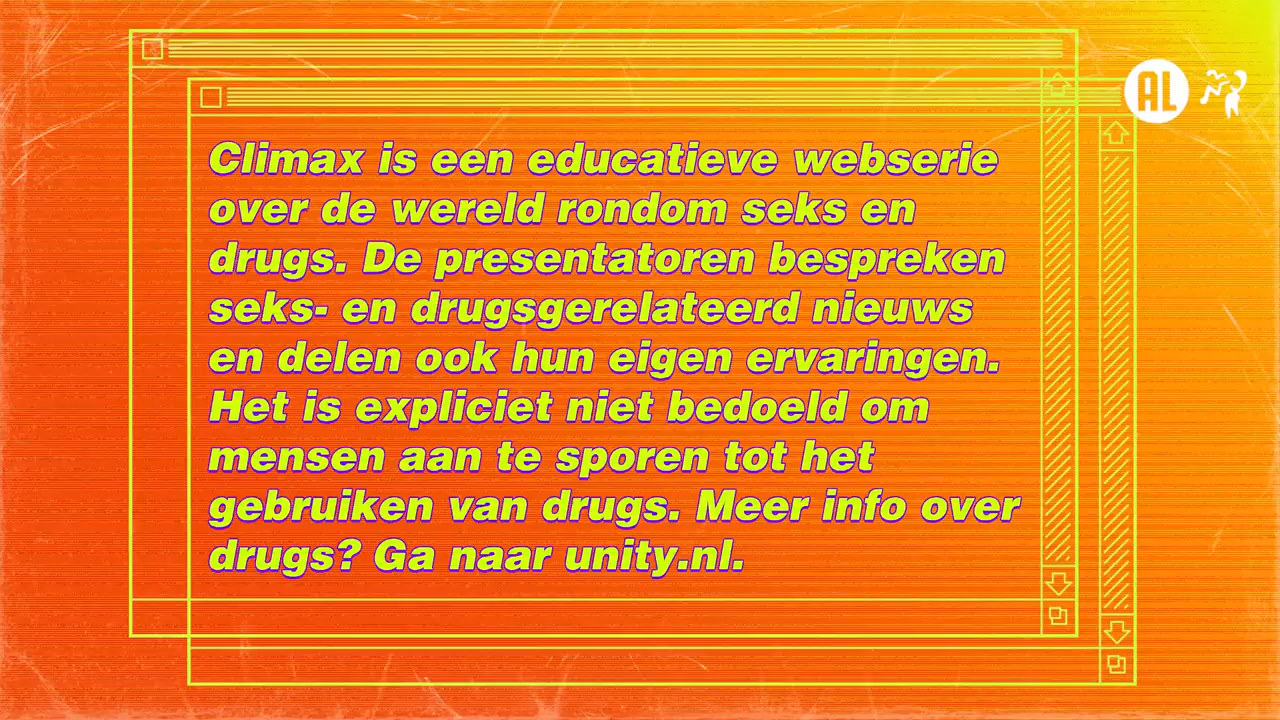 AL
Climax is een educatieve webserie
over de wereld rondom seks en
drugs. De presentatoren bespreken
seks- en drugsgerelateerd nieuws
en delen ook hun eigen ervaringen.
Het is expliciet niet bedoeld om
mensen aan te sporen tot het
gebruiken van drugs. Meer info over
drugs? Ga naar unity.nl.